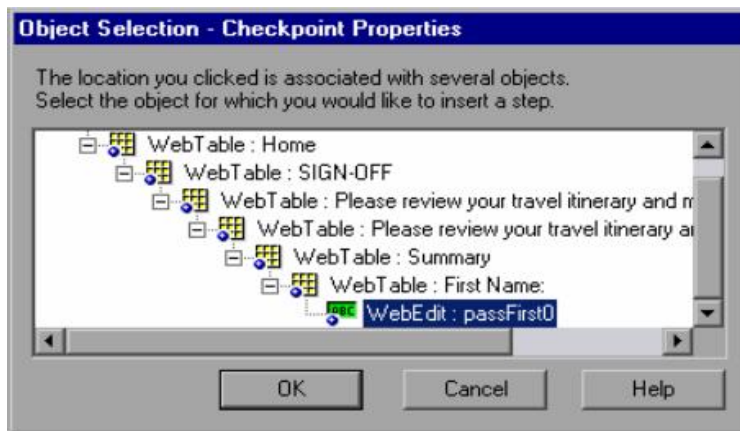 Object Selection - Checkpoint Properties
The location you clicked is associated with several objects.
Select the object for which you would like to insert a step.
WebTable : Home
WebTable : SIGN-OFF
WebTable : Please review your travel itinerary and m
WebTable : Please review your travel itinerary a
WebTable : Summary
WebTable : First Name:
ABC WebEdit : passFirst0
OK Cancel Help